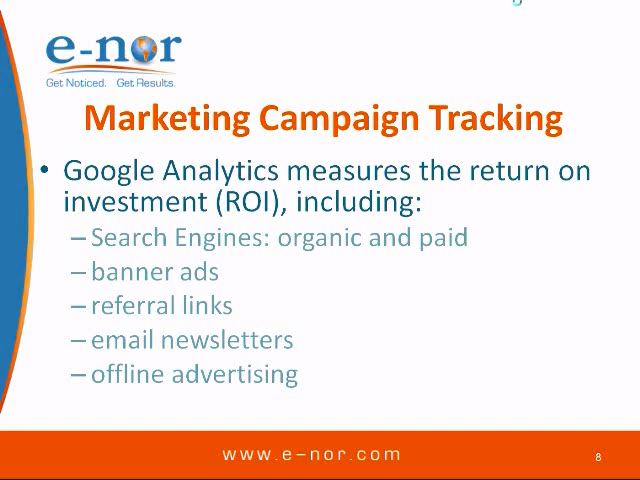 e-nor
Get Noticed. Get Results.
Marketing Campaign Tracking
• Google Analytics measures the return on
investment (ROI), including:
– Search Engines: organic and paid
– banner ads
– referral links
– email newsletters
– offline advertising
www.e-nor.com
8